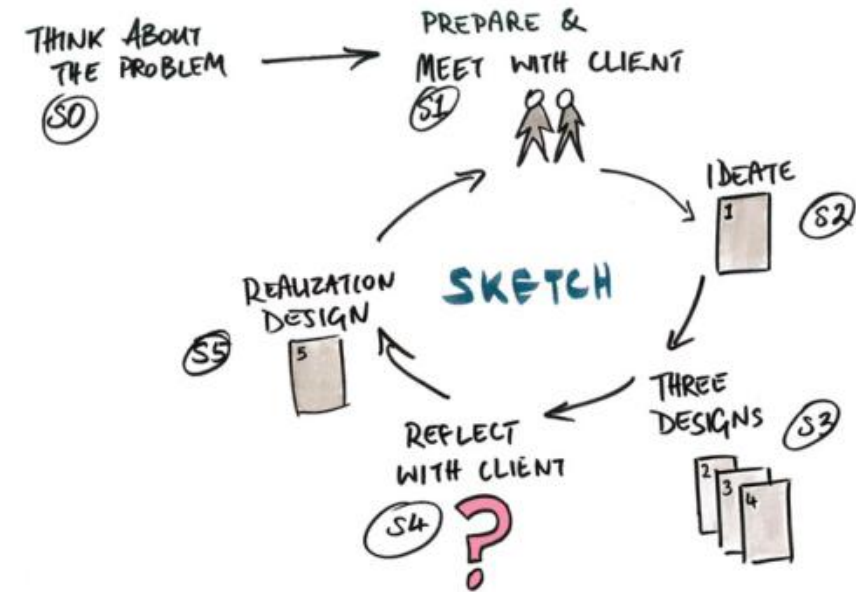 THINK ABOUT
THE PROBLEM
S0
PREPARE &
MEET WITH CLIENT
S1
IDEATE
1
S2
THREE
DESIGNS
S3
2
3
4
REFLECT
WITH CLIENT
S4
?
REALIZATION
DESIGN
S5
5
SKETCH